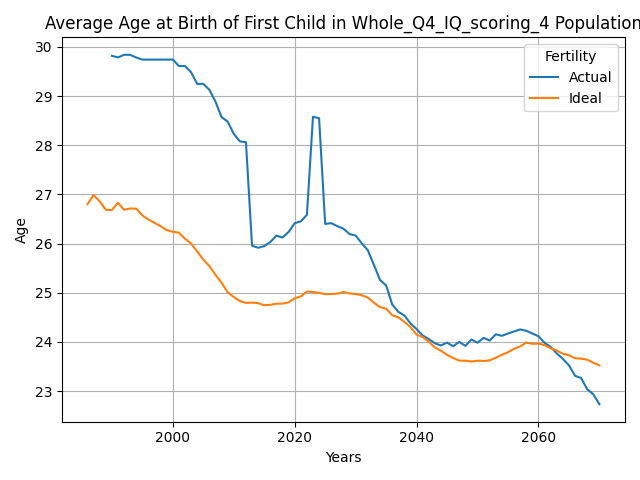 Average Age at Birth of First Child in Whole_Q4_IQ_scoring_4 Population
Fertility
Actual
Ideal
30
29
28
27
26
25
24
23
Age
2000
2020
2040
2060
Years